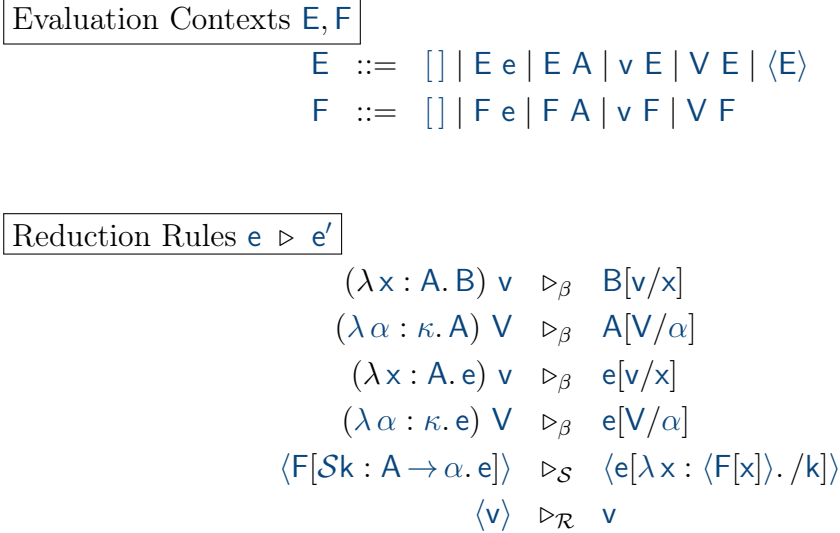 Evaluation Contexts E, F
E ::= [ ] | E e | E A | v E | V E | ⟨E⟩
F ::= [ ] | F e | F A | v F | V F
Reduction Rules e ▹ e′
(λ x : A. B) v ▹β B[v/x]
(λ α : κ. A) V ▹β A[V/α]
(λ x : A. e) v ▹β e[v/x]
(λ α : κ. e) V ▹β e[V/α]
⟨F[𝒮k : A → α. e]⟩ ▹𝒮 ⟨e[λ x : ⟨F[x]⟩. /k]⟩
⟨v⟩ ▹ℛ v